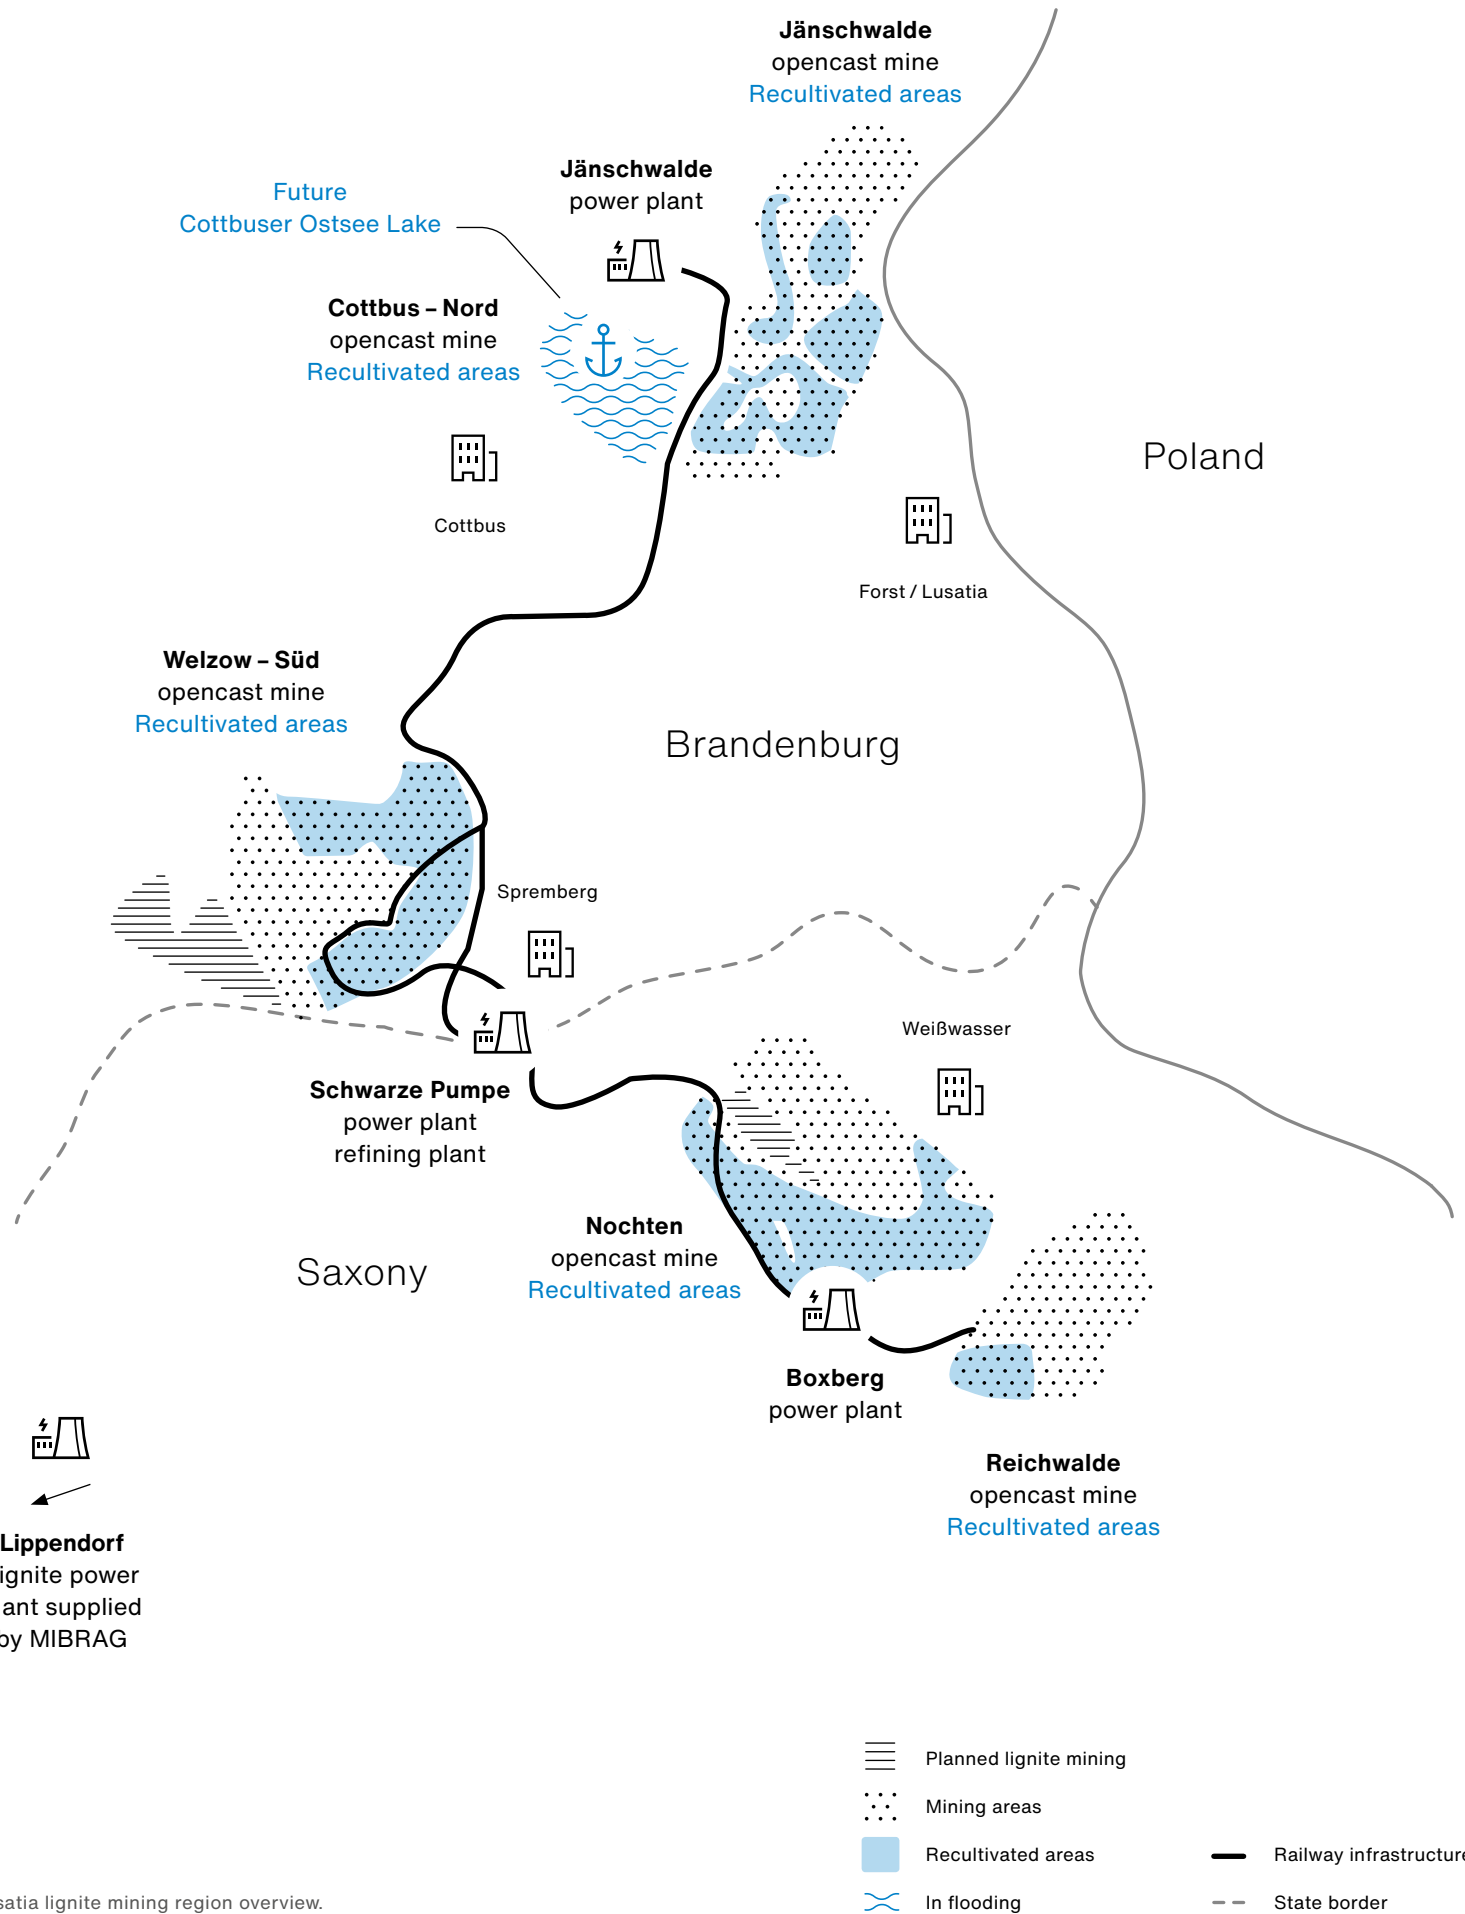 Jänschwalde
opencast mine
Recultivated areas
Jänschwalde
power plant
Future
Cottbuser Ostsee Lake
Cottbus – Nord
opencast mine
Recultivated areas
Poland
Cottbus
Forst / Lusatia
Welzow – Süd
opencast mine
Recultivated areas
Brandenburg
Spremberg
Weißwasser
Schwarze Pumpe
power plant
refining plant
Nochten
opencast mine
Recultivated areas
Saxony
Boxberg
power plant
Reichwalde
opencast mine
Recultivated areas
Lippendorf
ignite power
ant supplied
by MIBRAG
Planned lignite mining
Mining areas
Recultivated areas
Railway infrastructure
In flooding
State border
satia lignite mining region overview.